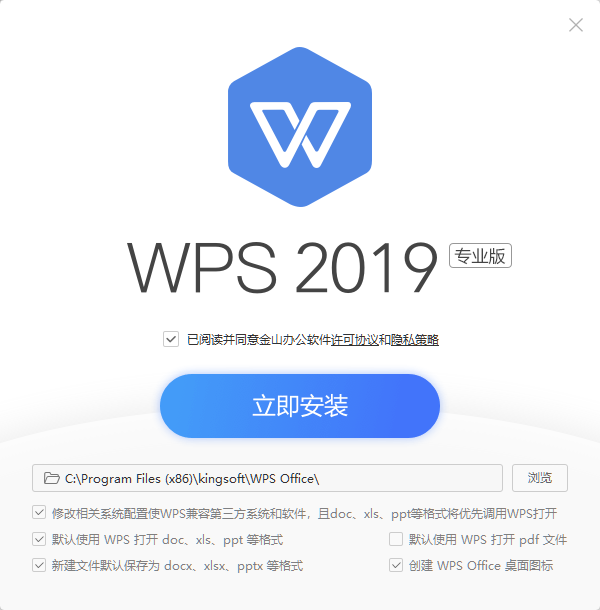 WPS 2019 专业版
已阅读并同意金山办公软件许可协议和隐私策略
立即安装
C:\Program Files (x86)\kingsoft\WPS Office\ 浏览
修改相关系统配置使WPS兼容第三方系统和软件，且doc、xls、ppt等格式将优先调用WPS打开
默认使用 WPS 打开 doc、xls、ppt 等格式 默认使用 WPS 打开 pdf 文件
新建文件默认保存为 docx、xlsx、pptx 等格式 创建 WPS Office 桌面图标